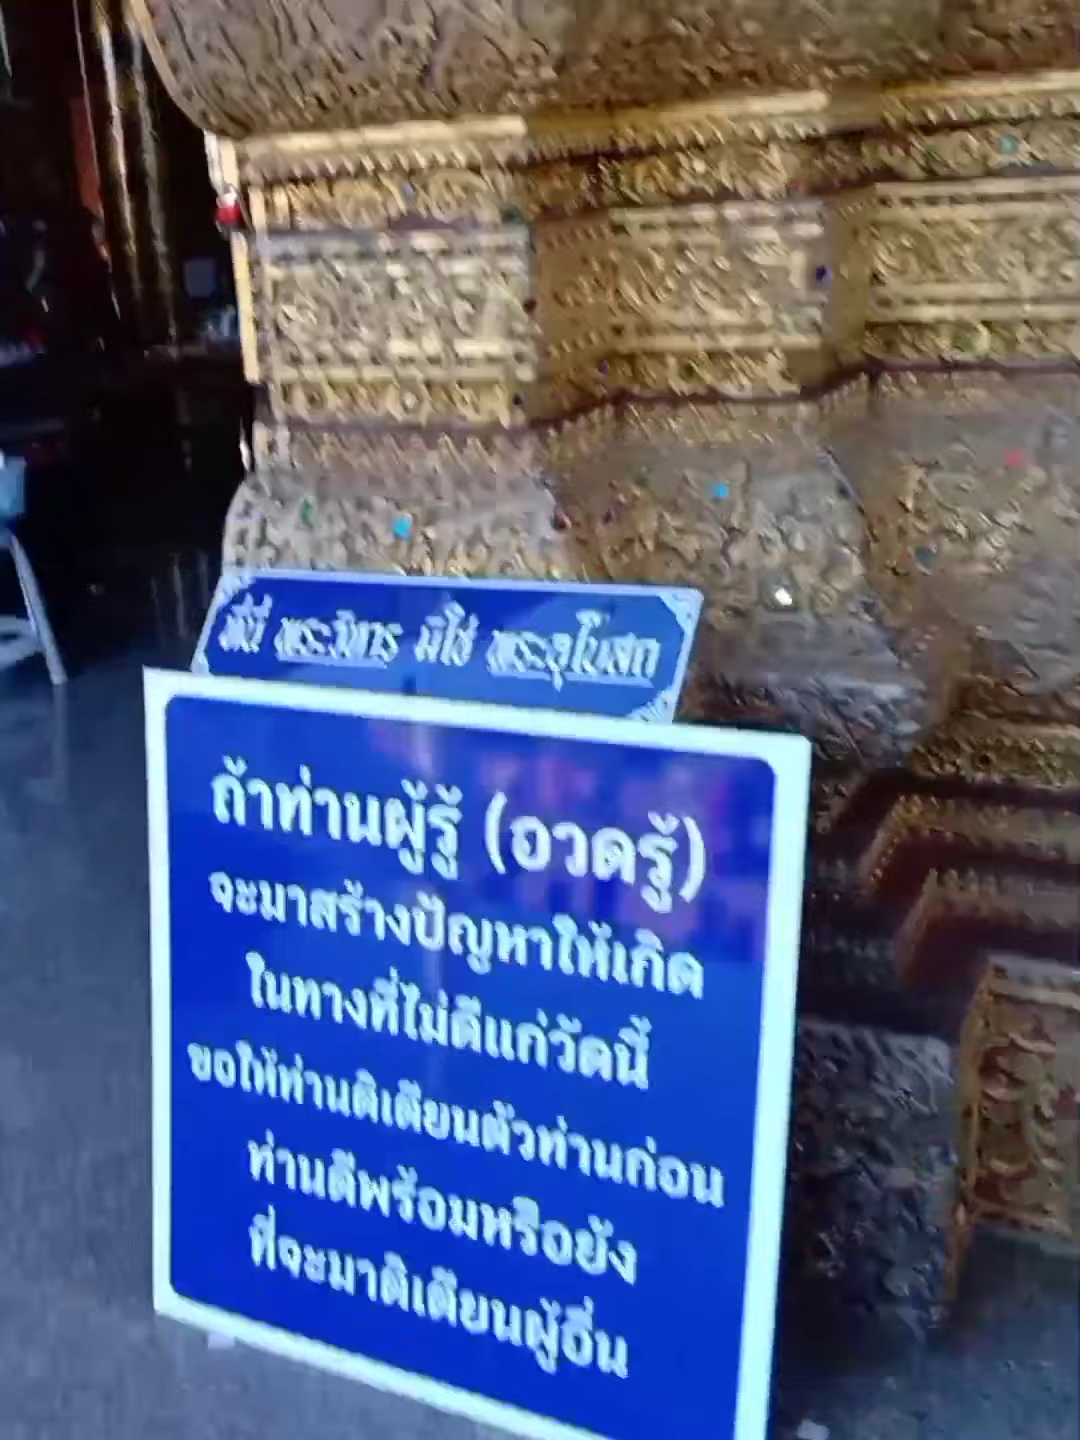 ที่นี่ พระวิหาร มิใช่ พระอุโบสถ
ถ้าท่านผู้รู้ (อวดรู้)
จะมาสร้างปัญหาให้เกิด
ในทางที่ไม่ดีแก่วัดนี้
ขอให้ท่านติเตียนตัวท่านก่อน
ท่านดีพร้อมหรือยัง
ที่จะมาติเตียนผู้อื่น